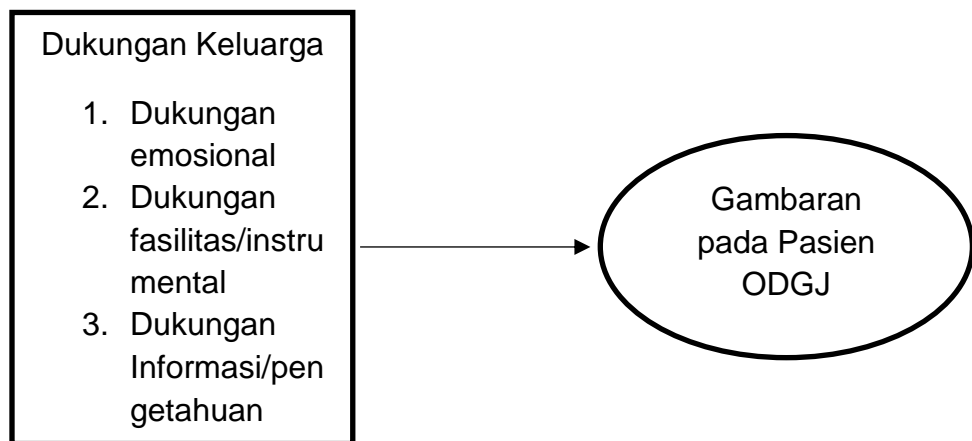 Dukungan Keluarga
1. Dukungan
emosional
2. Dukungan
fasilitas/instru
mental
3. Dukungan
Informasi/pen
getahuan
Gambaran
pada Pasien
ODGJ